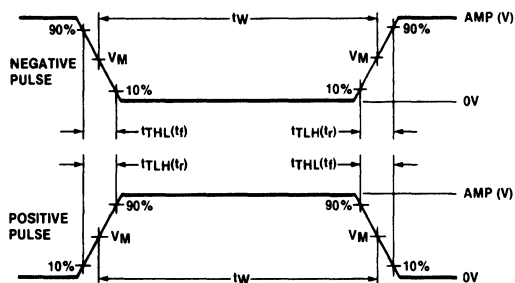 90%
tW
90%
AMP (V)
NEGATIVE
PULSE
VM
VM
10%
10%
0V
tTHL(tf)
tTLH(tr)
tTLH(tr)
tTHL(tf)
AMP (V)
POSITIVE
PULSE
90%
90%
VM
VM
10%
10%
tW
0V